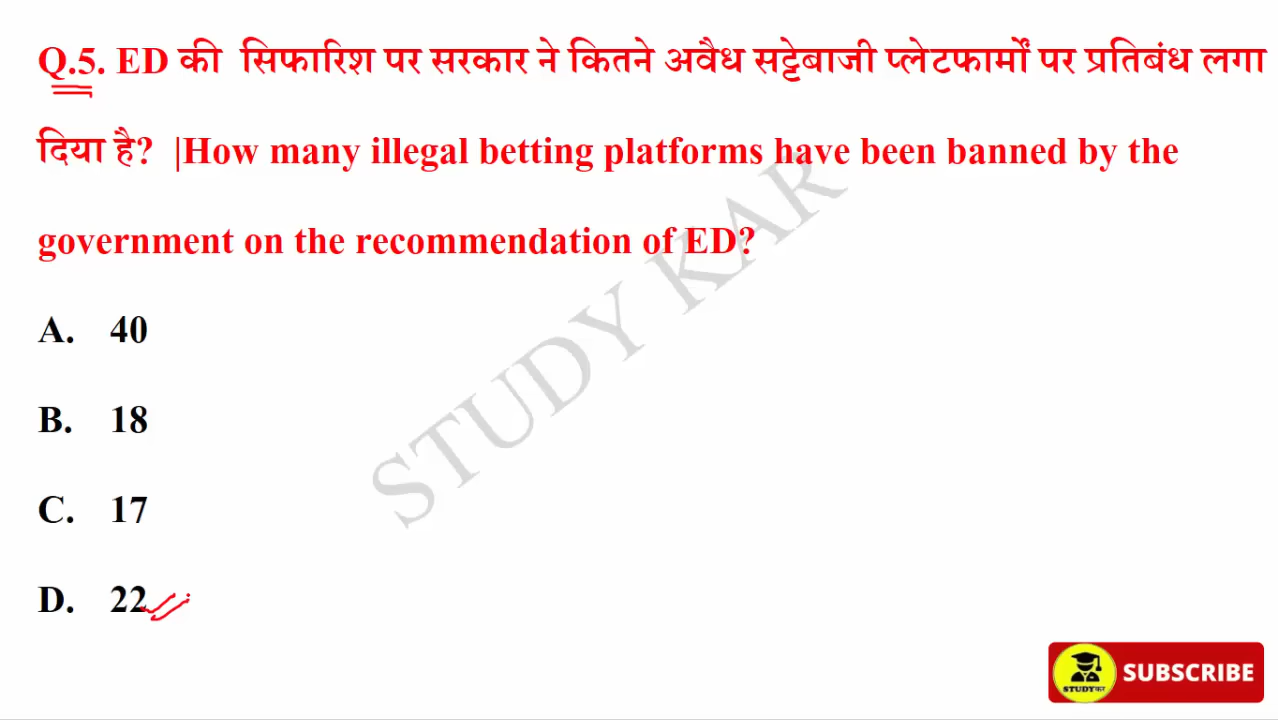 Q.5. ED की सिफारिश पर सरकार ने कितने अवैध सट्टेबाजी प्लेटफार्मों पर प्रतिबंध लगा
दिया है? |How many illegal betting platforms have been banned by the
government on the recommendation of ED?
A. 40
B. 18
C. 17
D. 22
STUDY KAR
STUDYकर
SUBSCRIBE